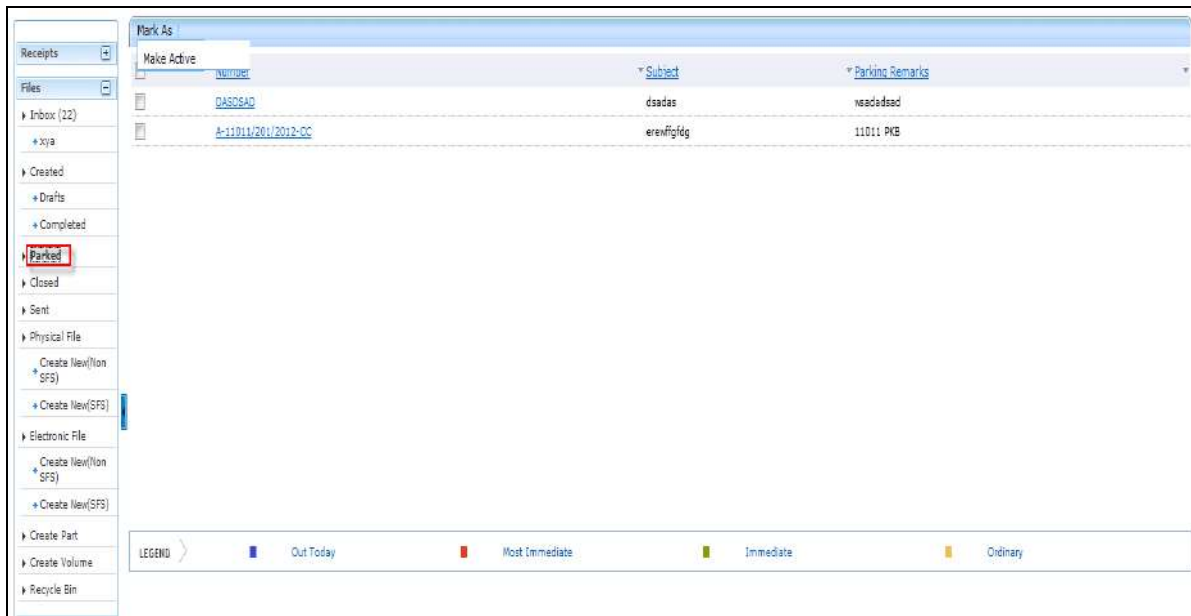 Mark As
Make Active
Receipts
Files
Inbox (22)
xya
Created
Drafts
Completed
Parked
Closed
Sent
Physical File
Create New(Non
SFS)
Create New(SFS)
Electronic File
Create New(Non
SFS)
Create New(SFS)
Create Part
Create Volume
Recycle Bin
Number Subject Parking Remarks
dsadas
A-11011/201/2012-CC erewffgfdg 11011 PKB
LEGEND Out Today Most Immediate Immediate Ordinary